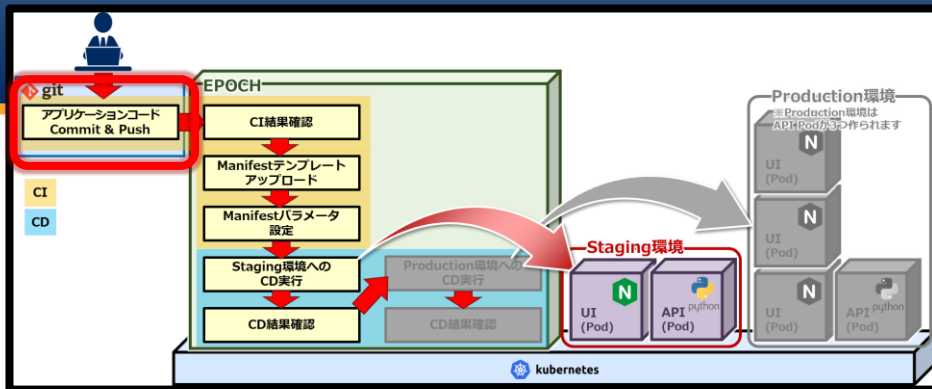 git
アプリケーションコード
Commit & Push
CI
CD
EPOCH
CI結果確認
Manifestテンプレート
アップロード
Manifestパラメータ
設定
Staging環境への
CD実行
CD結果確認
Production環境への
CD実行
CD結果確認
Staging環境
N
UI
(Pod)
python
API
(Pod)
Production環境
※Production環境は
API Podが3つ作られます
N
UI
(Pod)
N
UI
(Pod)
N
UI
(Pod)
python
API
(Pod)
kubernetes